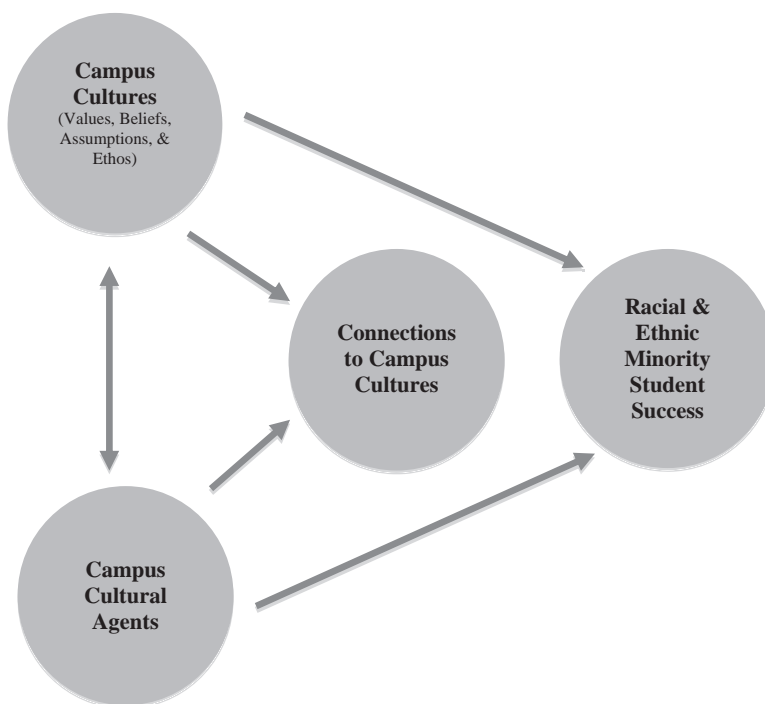 Campus
Cultures
(Values, Beliefs,
Assumptions, &
Ethos)
Connections
to Campus
Cultures
Racial &
Ethnic
Minority
Student
Success
Campus
Cultural
Agents